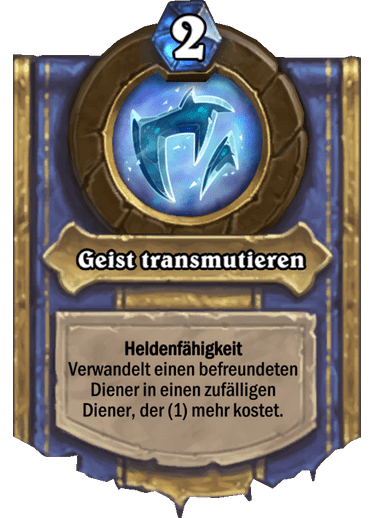 2
Geist transmutieren
Heldenfähigkeit
Verwandelt einen befreundeten
Diener in einen zufälligen
Diener, der (1) mehr kostet.